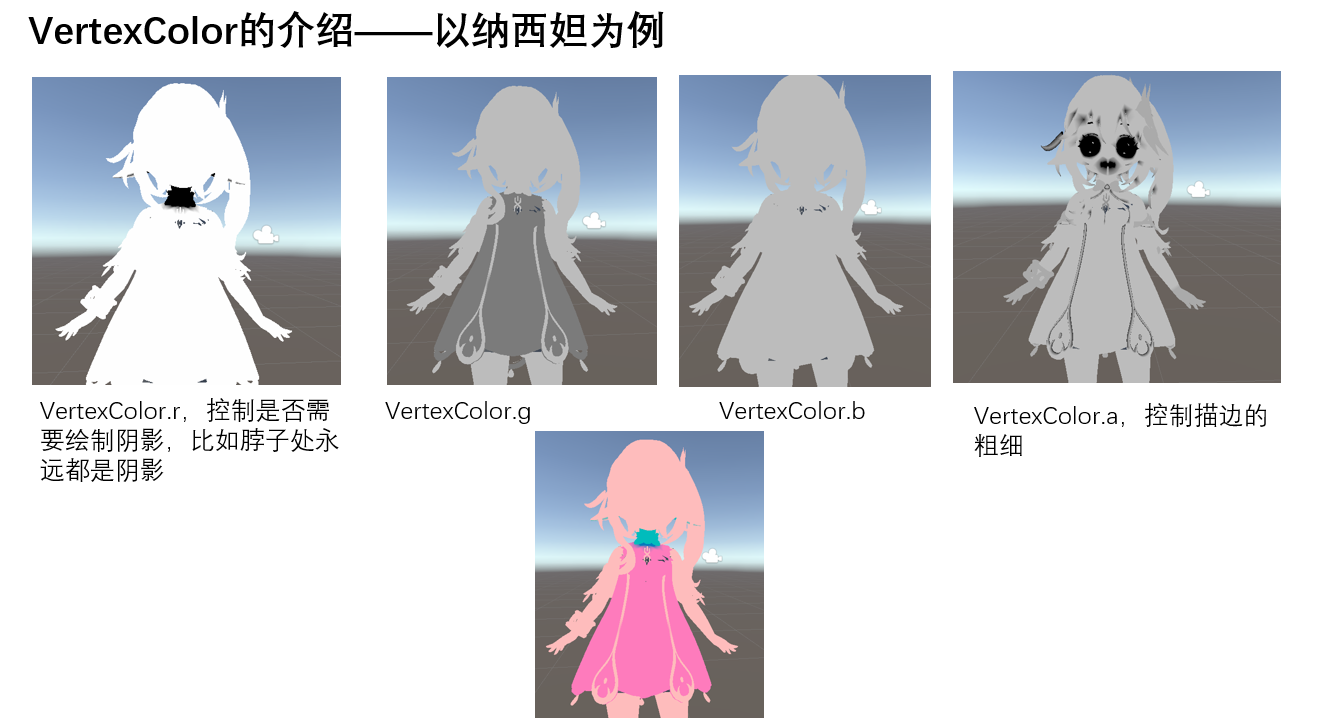 VertexColor的介绍——以纳西妲为例
VertexColor.r，控制是否需
要绘制阴影，比如脖子处永
远都是阴影
VertexColor.g
VertexColor.b
VertexColor.a，控制描边的
粗细